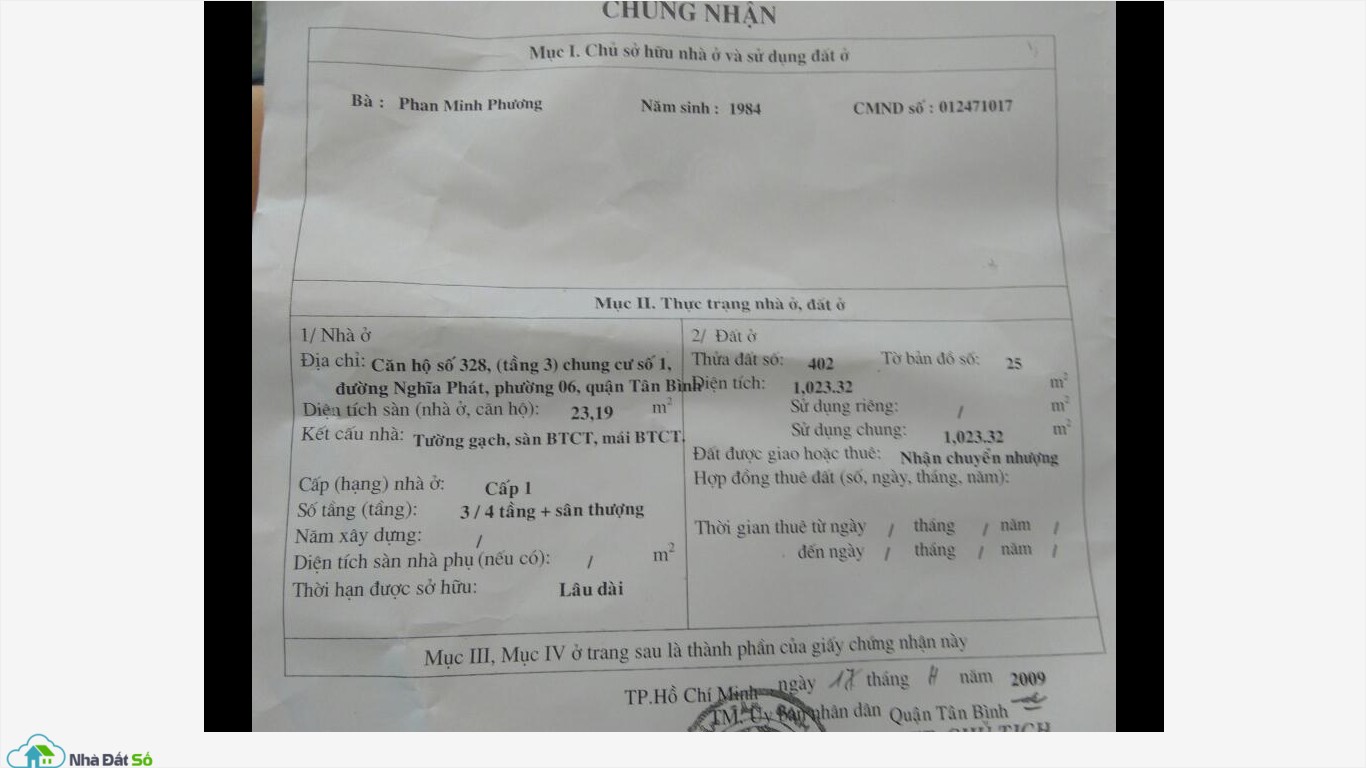 CHỨNG NHẬN
Mục I. Chủ sở hữu nhà ở và sử dụng đất ở
Bà : Phan Minh Phương Năm sinh : 1984 CMND số : 012471017
Mục II. Thực trạng nhà ở, đất ở
1/ Nhà ở
Địa chỉ: Căn hộ số 328, (tầng 3) chung cư số 1,
đường Nghĩa Phát, phường 06, quận Tân Bình
Diện tích sàn (nhà ở, căn hộ): 23,19 m²
Kết cấu nhà: Tường gạch, sàn BTCT, mái BTCT.
Cấp (hạng) nhà ở: Cấp 1
Số tầng (tầng): 3 / 4 tầng + sân thượng
Năm xây dựng: /
Diện tích sàn nhà phụ (nếu có): / m²
Thời hạn được sở hữu: Lâu dài
2/ Đất ở
Thửa đất số: 402 Tờ bản đồ số: 25
Diện tích: 1,023.32 m²
Sử dụng riêng: / m²
Sử dụng chung: 1,023.32 m²
Đất được giao hoặc thuê: Nhận chuyển nhượng
Hợp đồng thuê đất (số, ngày, tháng, năm):
Thời gian thuê từ ngày / tháng / năm /
đến ngày / tháng / năm /
Mục III, Mục IV ở trang sau là thành phần của giấy chứng nhận này
TP.Hồ Chí Minh ngày 17 tháng năm 2009
TM. Ủy Ban nhân dân Quận Tân Bình
CHỦ TỊCH
Nhà Đất Số